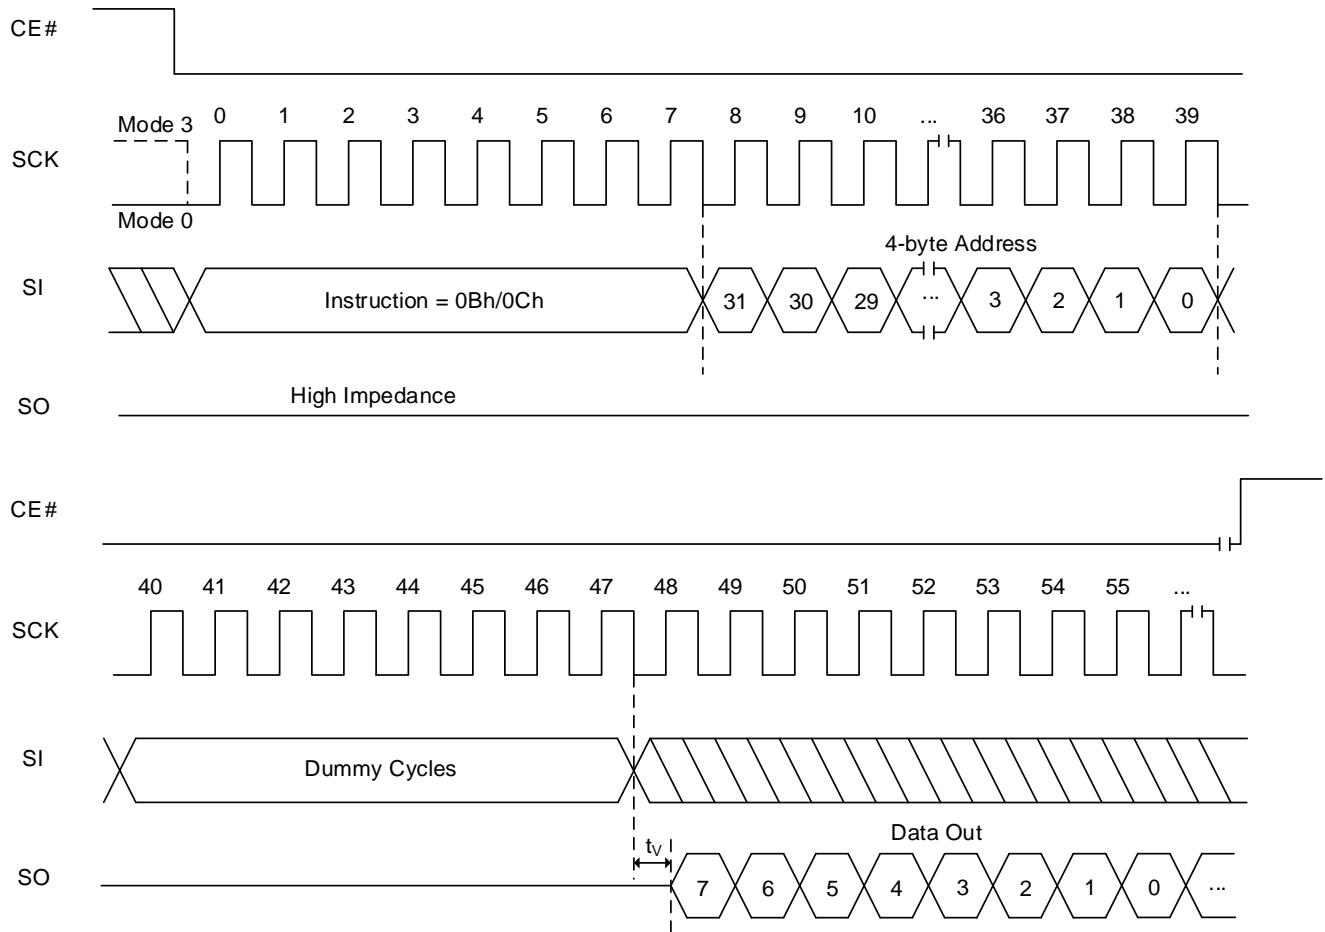 CE#
Mode 3 0 1 2 3 4 5 6 7 8 9 10 ... 36 37 38 39
SCK
Mode 0
4-byte Address
SI Instruction = 0Bh/0Ch 31 30 29 ... 3 2 1 0
High Impedance
SO
CE#
40 41 42 43 44 45 46 47 48 49 50 51 52 53 54 55 ...
SCK
SI Dummy Cycles
tV Data Out
SO 7 6 5 4 3 2 1 0 ...